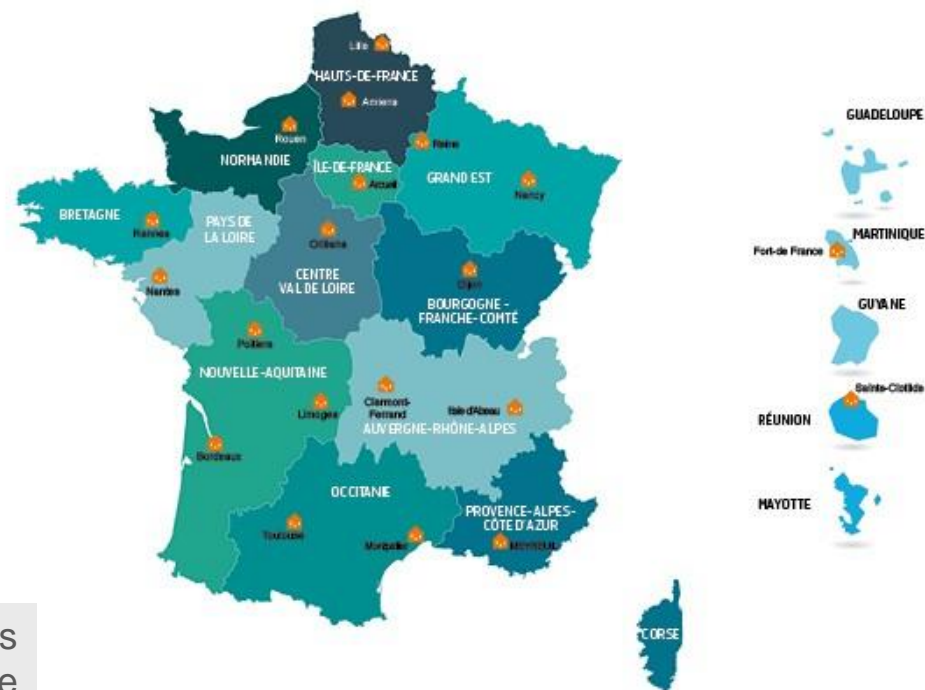 Lille
HAUTS-DE-FRANCE
Amiens
Rouen
NORMANDIE
Reims
ÎLE-DE-FRANCE
Arcueil
GRAND EST
Nancy
BRETAGNE
Rennes
PAYS DE
LA LOIRE
Orléans
Nantes
CENTRE
VAL DE LOIRE
Dijon
BOURGOGNE -
FRANCHE-COMTÉ
Poitiers
NOUVELLE-AQUITAINE
Limoges
Clermont-
Ferrand
Isle d'Abeau
AUVERGNE-RHÔNE-ALPES
Bordeaux
OCCITANIE
Toulouse
Montpellier
PROVENCE-ALPES-
CÔTE D'AZUR
MEYREUIL
CORSE
GUADELOUPE
MARTINIQUE
Fort-de France
GUYANE
Sainte-Clotilde
RÉUNION
MAYOTTE
s
e